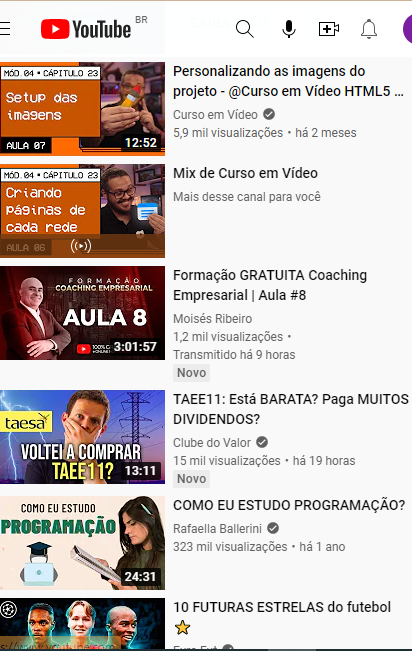 YouTube BR
MÓD.04 • CAPÍTULO 23
Setup das
imagens
AULA 07
12:52
Personalizando as imagens do
projeto - @Curso em Vídeo HTML5 ...
Curso em Vídeo
5,9 mil visualizações • há 2 meses
MÓD.04 • CAPÍTULO 23
Criando
páginas de
cada rede
AULA 06
Mix de Curso em Vídeo
Mais desse canal para você
FORMAÇÃO
COACHING EMPRESARIAL
AULA 8
3:01:57
Formação GRATUITA Coaching
Empresarial | Aula #8
Moisés Ribeiro
1,2 mil visualizações •
Transmitido há 9 horas
Novo
taesa
VOLTEI A COMPRAR
TAEE11?
13:11
TAEE11: Está BARATA? Paga MUITOS
DIVIDENDOS?
Clube do Valor
15 mil visualizações • há 19 horas
Novo
COMO EU ESTUDO
PROGRAMAÇÃO
24:31
COMO EU ESTUDO PROGRAMAÇÃO?
Rafaella Ballerini
323 mil visualizações • há 1 ano
10 FUTURAS ESTRELAS do futebol